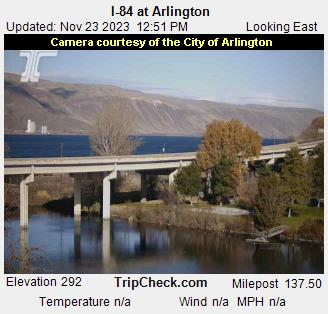 I-84 at Arlington
Updated: Nov 23 2023 12:51 PM Looking East
Camera courtesy of the City of Arlington
Elevation 292 TripCheck.com Milepost 137.50
Temperature n/a Wind n/a MPH n/a